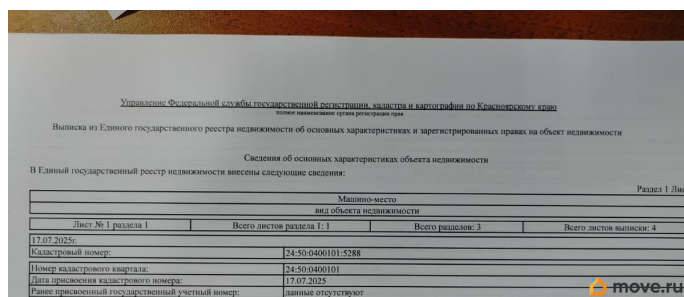 Управление Федеральной службы государственной регистрации, кадастра и картографии по Красноярскому краю
полное наименование органа регистрации прав
Выписка из Единого государственного реестра недвижимости об основных характеристиках и зарегистрированных правах на объект недвижимости
Сведения об основных характеристиках объекта недвижимости
В Единый государственный реестр недвижимости внесены следующие сведения:
Раздел 1 Лис
Машино-место
вид объекта недвижимости
Лист № 1 раздела 1 Всего листов раздела 1: 1 Всего разделов: 3 Всего листов выписки: 4
17.07.2025г.
Кадастровый номер: 24:50:0400101:5288
Номер кадастрового квартала: 24:50:0400101
Дата присвоения кадастрового номера: 17.07.2025
Ранее присвоенный государственный учетный номер: данные отсутствуют
move.ru